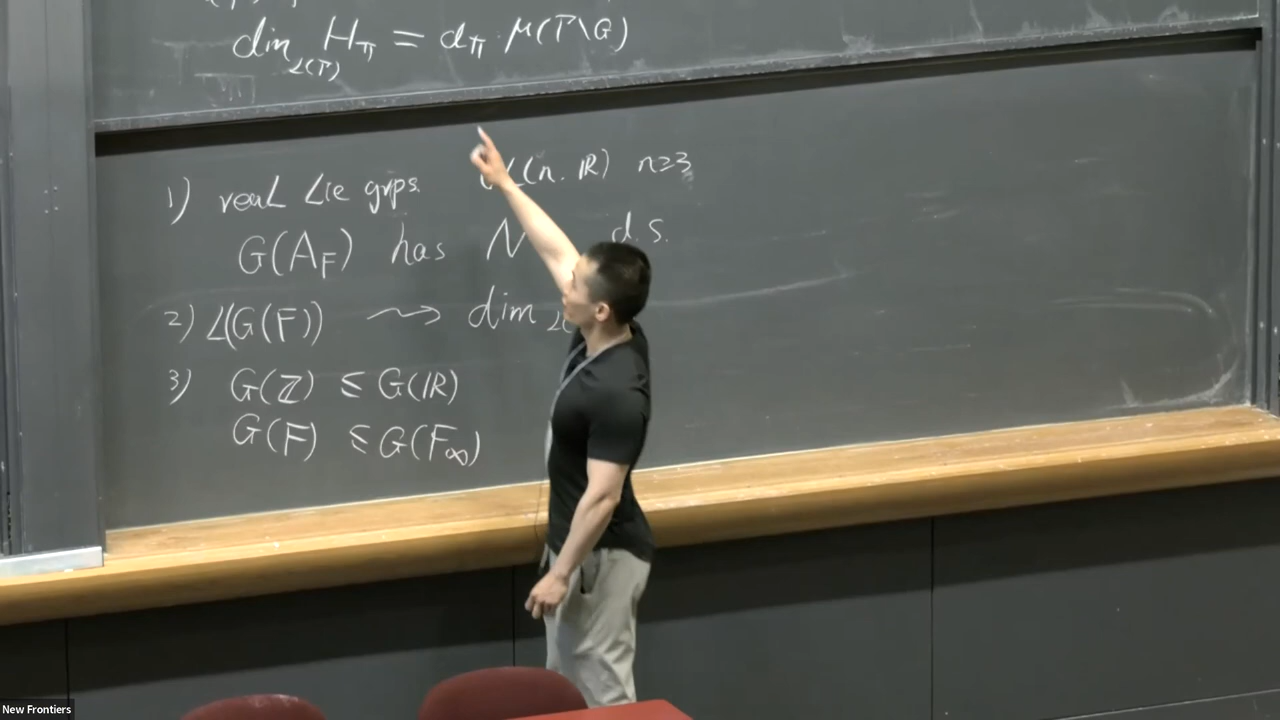 dim_{L(Γ)} H_π = d_π μ(Γ\G)
1) real Lie grps. L(n. ℝ) n≥3
G(A_F) has N d.s.
2) L(G(F)) ⇝ dim
3) G(ℤ) ≤ G(ℝ)
G(F) ≤ G(F_∞)
New Frontiers